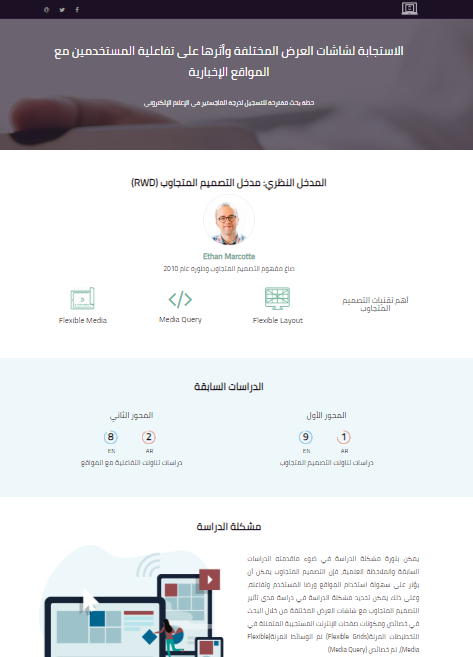 الاستجابة لشاشات العرض المختلفة وأثرها على تفاعلية المستخدمين مع
المواقع الإخبارية
خطة بحث مقترحة للتسجيل لدرجة الماجستير في الإعلام الإلكتروني
المدخل النظري: مدخل التصميم المتجاوب (RWD)
Ethan Marcotte
صاغ مفهوم التصميم المتجاوب وطوره عام 2010
أهم تقنيات التصميم
المتجاوب
Flexible Layout
Media Query
Flexible Media
الدراسات السابقة
المحور الأول
1 9
AR EN
دراسات تناولت التصميم المتجاوب
المحور الثاني
2 8
AR EN
دراسات تناولت التفاعلية مع المواقع
مشكلة الدراسة
يمكن بلورة مشكلة الدراسة في ضوء ماقدمته الدراسات
السابقة والملاحظة العلمية، فإن التصميم المتجاوب يمكن أن
يؤثر على سهولة استخدام المواقع ورضا المستخدم وتفاعله،
وعلى ذلك يمكن تحديد مشكلة الدراسة في دراسة مدى تأثير
التصميم المتجاوب مع شاشات العرض المختلفة من خلال البحث
في خصائص ومكونات صفحات الإنترنت المستجيبة المتمثلة في
التخطيطات المرنة(Flexible Grids) ثم الوسائط المرنة(Flexible
Media)، ثم خصائص (Media Query)